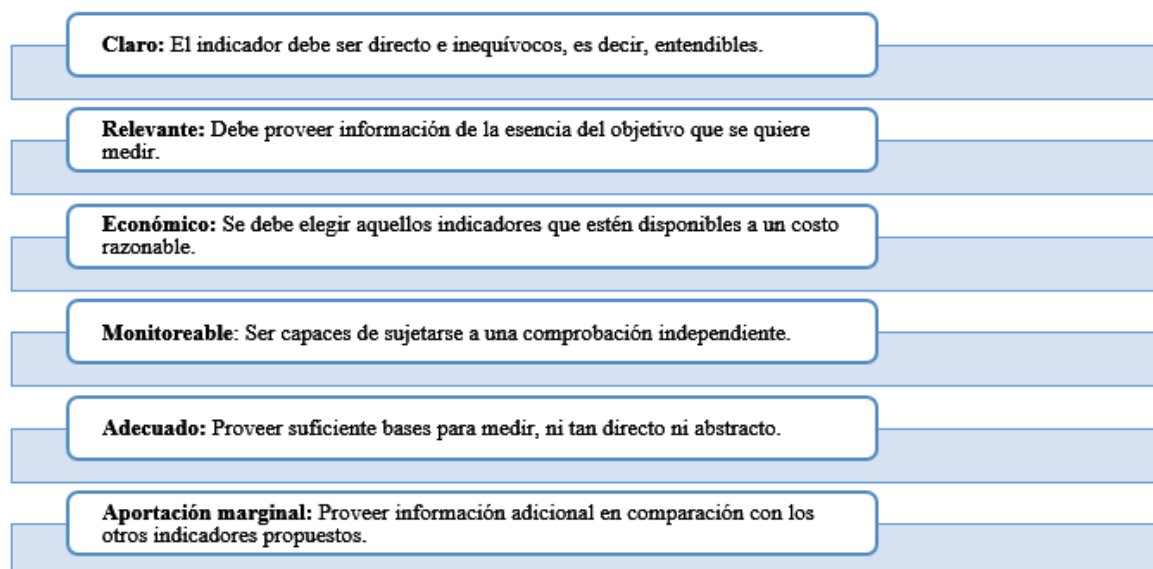 Claro: El indicador debe ser directo e inequívocos, es decir, entendibles.
Relevante: Debe proveer información de la esencia del objetivo que se quiere
medir.
Económico: Se debe elegir aquellos indicadores que estén disponibles a un costo
razonable.
Monitoreable: Ser capaces de sujetarse a una comprobación independiente.
Adecuado: Proveer suficiente bases para medir, ni tan directo ni abstracto.
Aportación marginal: Proveer información adicional en comparación con los
otros indicadores propuestos.